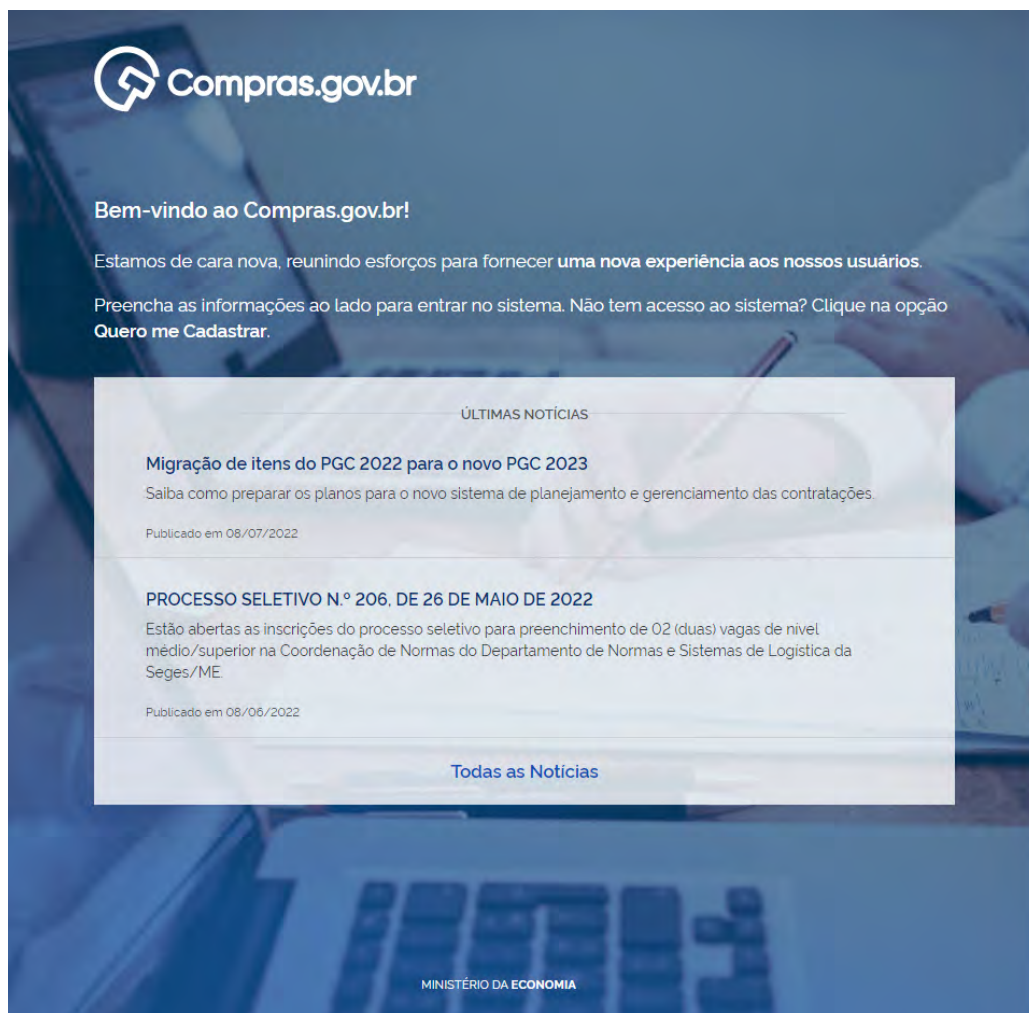 Compras.gov.br
Bem-vindo ao Compras.gov.br!
Estamos de cara nova, reunindo esforços para fornecer uma nova experiência aos nossos usuários.
Preencha as informações ao lado para entrar no sistema. Não tem acesso ao sistema? Clique na opção
Quero me Cadastrar.
ÚLTIMAS NOTÍCIAS
Migração de itens do PGC 2022 para o novo PGC 2023
Saiba como preparar os planos para o novo sistema de planejamento e gerenciamento das contratações.
Publicado em 08/07/2022
PROCESSO SELETIVO N.º 206, DE 26 DE MAIO DE 2022
Estão abertas as inscrições do processo seletivo para preenchimento de 02 (duas) vagas de nível
médio/superior na Coordenação de Normas do Departamento de Normas e Sistemas de Logística da
Seges/ME.
Publicado em 08/06/2022
Todas as Notícias
MINISTÉRIO DA ECONOMIA